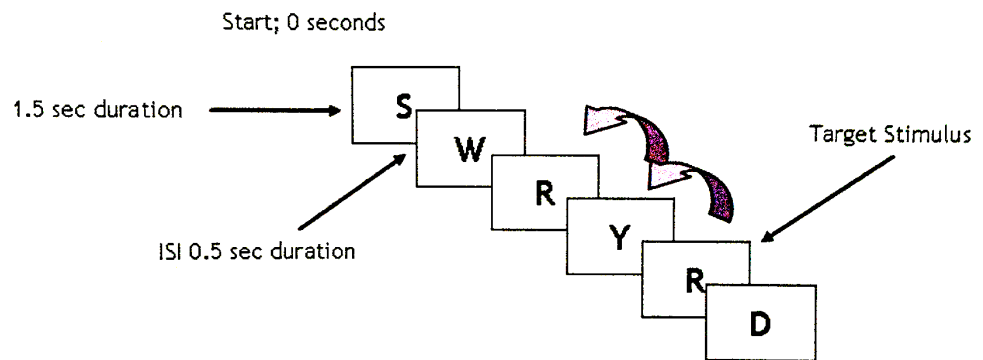 Start; 0 seconds
1.5 sec duration
S
W
Target Stimulus
R
Y
ISI 0.5 sec duration
R
D